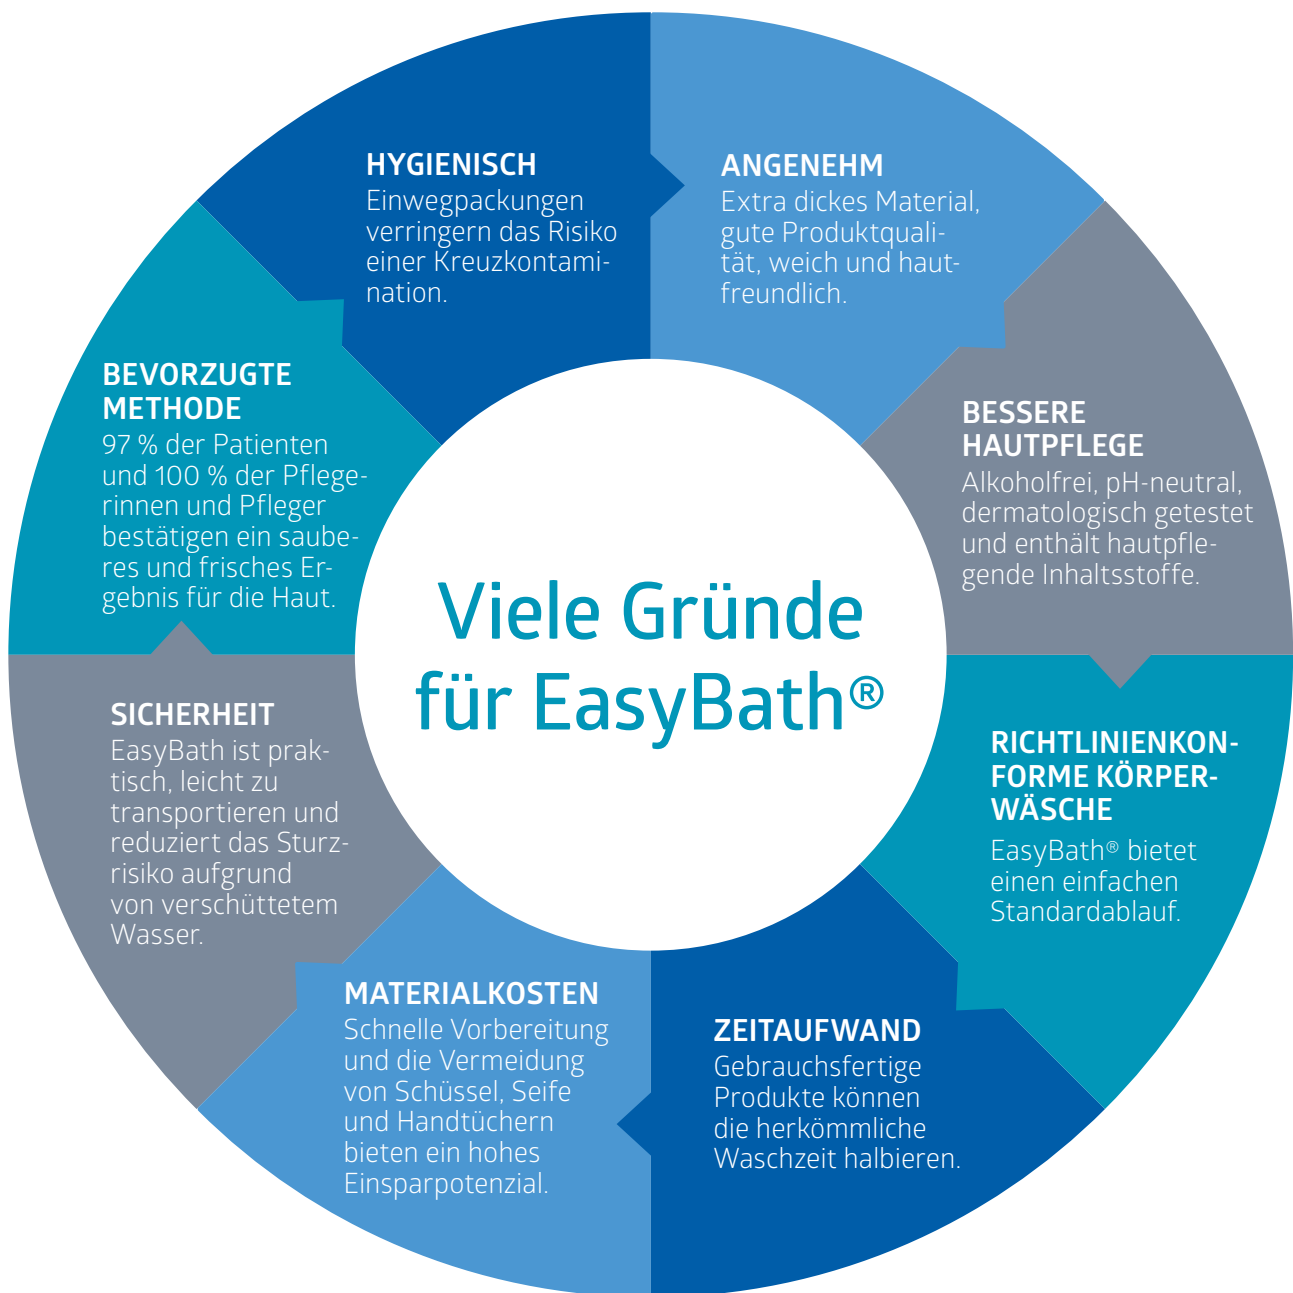 HYGIENISCH
Einwegpackungen
verringern das Risiko
einer Kreuzkontami-
nation.
ANGENEHM
Extra dickes Material,
gute Produktquali-
tät, weich und haut-
freundlich.
BESSERE
HAUTPFLEGE
Alkoholfrei, pH-neutral,
dermatologisch getestet
und enthält hautpfle-
gende Inhaltsstoffe.
RICHTLINIENKON-
FORME KÖRPER-
WÄSCHE
EasyBath® bietet
einen einfachen
Standardablauf.
ZEITAUFWAND
Gebrauchsfertige
Produkte können
die herkömmliche
Waschzeit halbieren.
MATERIALKOSTEN
Schnelle Vorbereitung
und die Vermeidung
von Schüssel, Seife
und Handtüchern
bieten ein hohes
Einsparpotenzial.
SICHERHEIT
EasyBath ist prak-
tisch, leicht zu
transportieren und
reduziert das Sturz-
risiko aufgrund
von verschüttetem
Wasser.
BEVORZUGTE
METHODE
97 % der Patienten
und 100 % der Pflege-
rinnen und Pfleger
bestätigen ein saube-
res und frisches Er-
gebnis für die Haut.
Viele Gründe
für EasyBath®